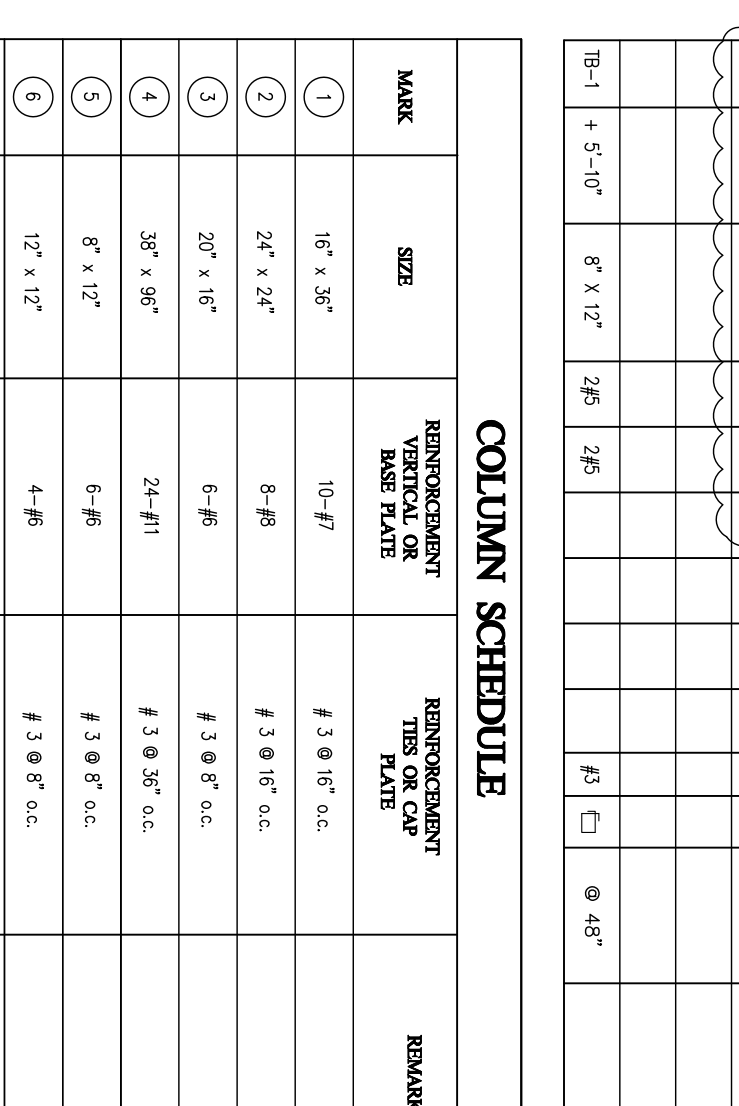 TB-1 + 5'-10" 8" X 12" 2#5 2#5 #3 @ 48"
COLUMN SCHEDULE
MARK SIZE REINFORCEMENT VERTICAL OR BASE PLATE REINFORCEMENT TIES OR CAP PLATE REMARK
1 16" x 36" 10-#7 # 3 @ 16" o.c.
2 24" x 24" 8-#8 # 3 @ 16" o.c.
3 20" x 16" 6-#6 # 3 @ 8" o.c.
4 38" x 96" 24-#11 # 3 @ 36" o.c.
5 8" x 12" 6-#6 # 3 @ 8" o.c.
6 12" x 12" 4-#6 # 3 @ 8" o.c.